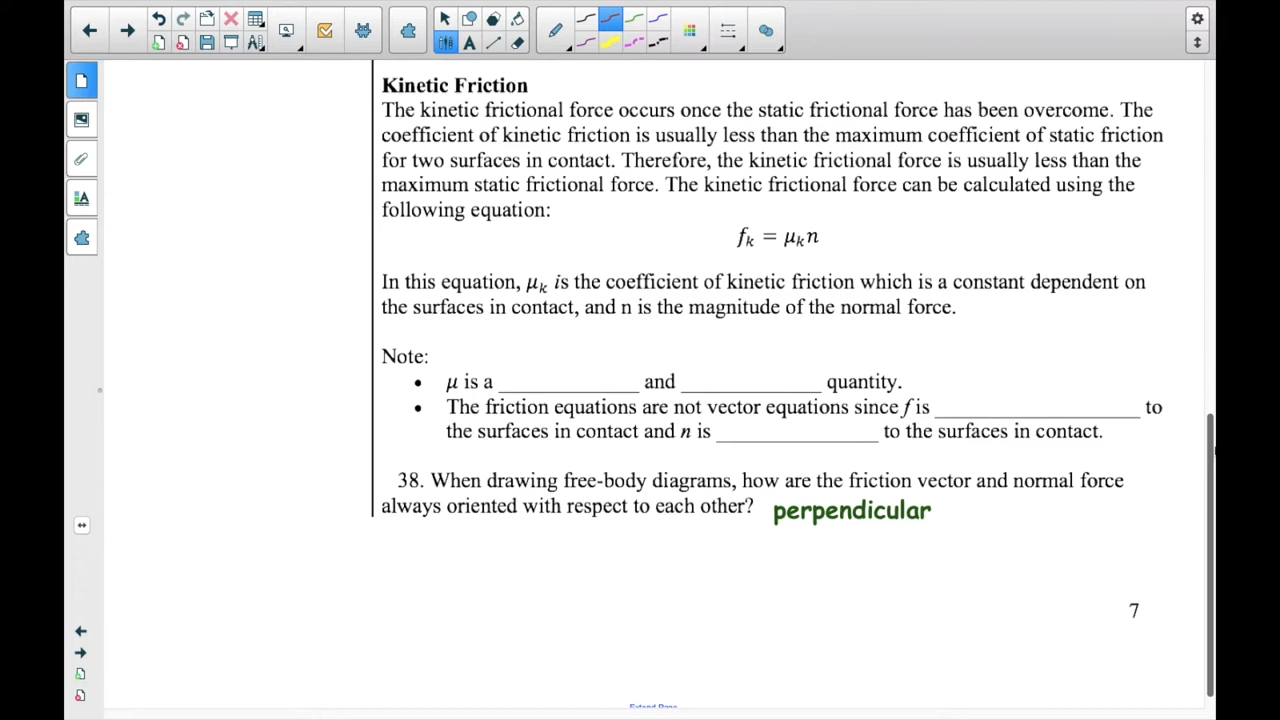 Kinetic Friction
The kinetic frictional force occurs once the static frictional force has been overcome. The
coefficient of kinetic friction is usually less than the maximum coefficient of static friction
for two surfaces in contact. Therefore, the kinetic frictional force is usually less than the
maximum static frictional force. The kinetic frictional force can be calculated using the
following equation:
fₖ = μₖn
In this equation, μₖ is the coefficient of kinetic friction which is a constant dependent on
the surfaces in contact, and n is the magnitude of the normal force.
Note:
• μ is a ______________ and ______________ quantity.
• The friction equations are not vector equations since f is ____________________ to
the surfaces in contact and n is ________________ to the surfaces in contact.
38. When drawing free-body diagrams, how are the friction vector and normal force
always oriented with respect to each other? perpendicular
7
Extend Page